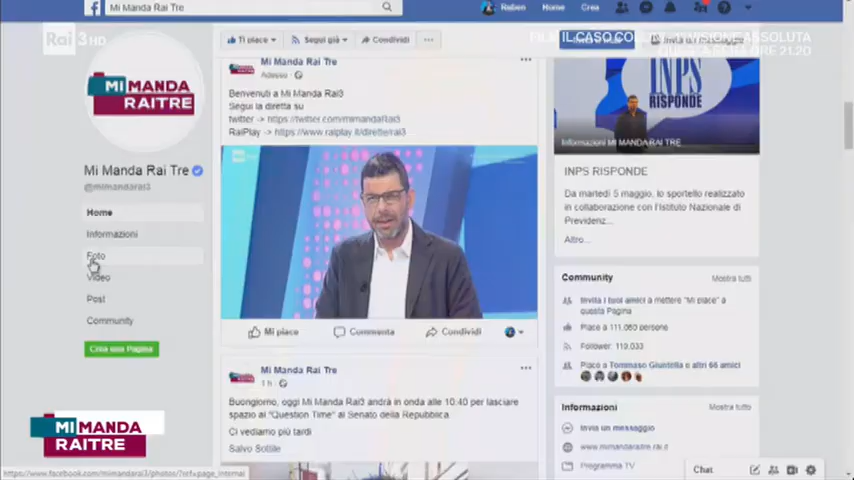 Mi Manda Rai Tre
Ruben
Home
Crea
Rai 3 HD
Ti piace
Segui già
Condividi
IL CASO
VISIONE ASSOLUTA
ORE 21.20
MI MANDA
RAITRE
Mi Manda Rai Tre
@mimandarai3
Home
Informazioni
Foto
Video
Post
Community
Crea una Pagina
Mi Manda Rai Tre
Adesso
Benvenuti a Mi Manda Rai3
Segui la diretta su
twitter -> https://twitter.com/mimandaRai3
RaiPlay -> https://www.raiplay.it/dirette/rai3
Mi piace
Commenta
Condividi
Mi Manda Rai Tre
1 h
Buongiorno, oggi Mi Manda Rai3 andrà in onda alle 10:40 per lasciare
spazio al "Question Time" al Senato della Repubblica
Ci vediamo più tardi
Salvo Sottile
INPS
RISPONDE
Informazioni MI MANDA RAI TRE
INPS RISPONDE
Da martedì 5 maggio, lo sportello realizzato
in collaborazione con l'Istituto Nazionale di
Previdenz...
Altro...
Community
Mostra tutti
Invita i tuoi amici a mettere "Mi piace" a
questa Pagina
Piace a 111.060 persone
Follower: 119.033
Piace a Tommaso Giuntella e altri 66 amici
Informazioni
Mostra tutti
Invia un messaggio
www.mimandaraitre.rai.it
Programma TV
Chat
MI MANDA
RAITRE
https://www.facebook.com/mimandarai3/photos/?ref=page_internal